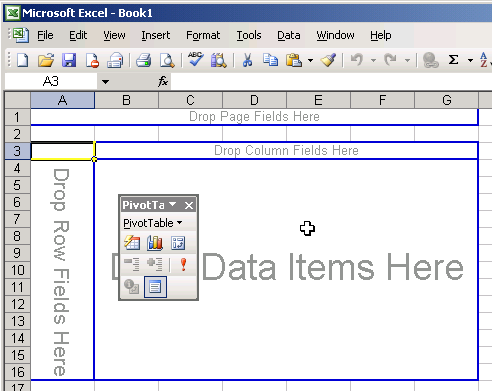 Microsoft Excel - Book1
File Edit View Insert Format Tools Data Window Help
A3 fx
A B C D E F G
1 Drop Page Fields Here
2
3 Drop Column Fields Here
4
5
6
7
8
9
10
11
12
13
14
15
16
17
Drop Row Fields Here
PivotTa
PivotTable
Data Items Here